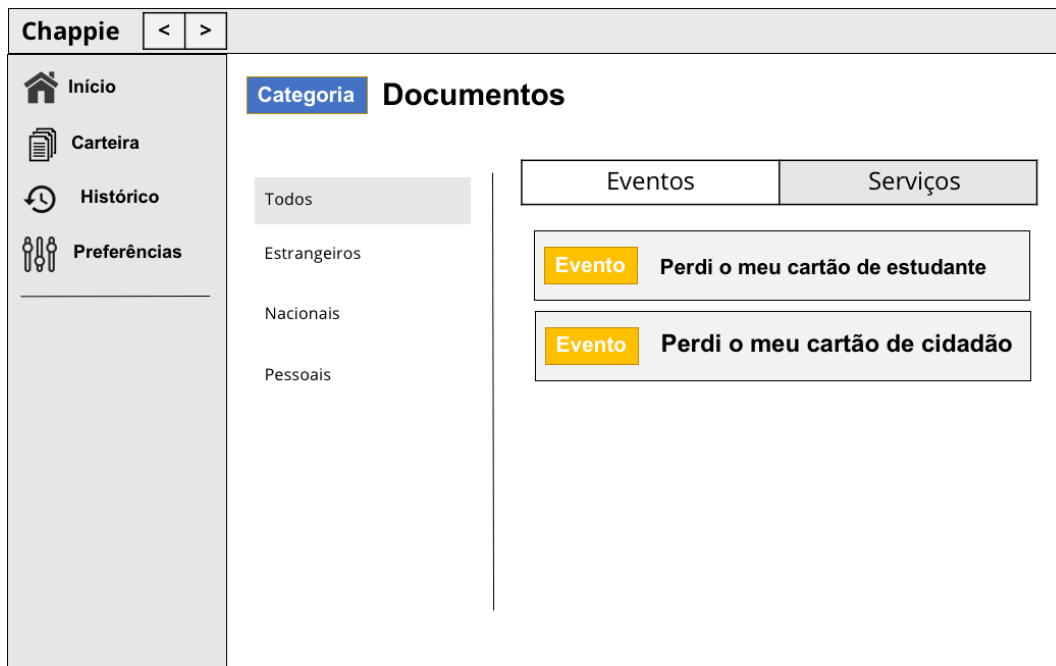 Chappie < >
Início
Carteira
Histórico
Preferências
Categoria Documentos
Todos
Estrangeiros
Nacionais
Pessoais
Eventos Serviços
Evento Perdi o meu cartão de estudante
Evento Perdi o meu cartão de cidadão